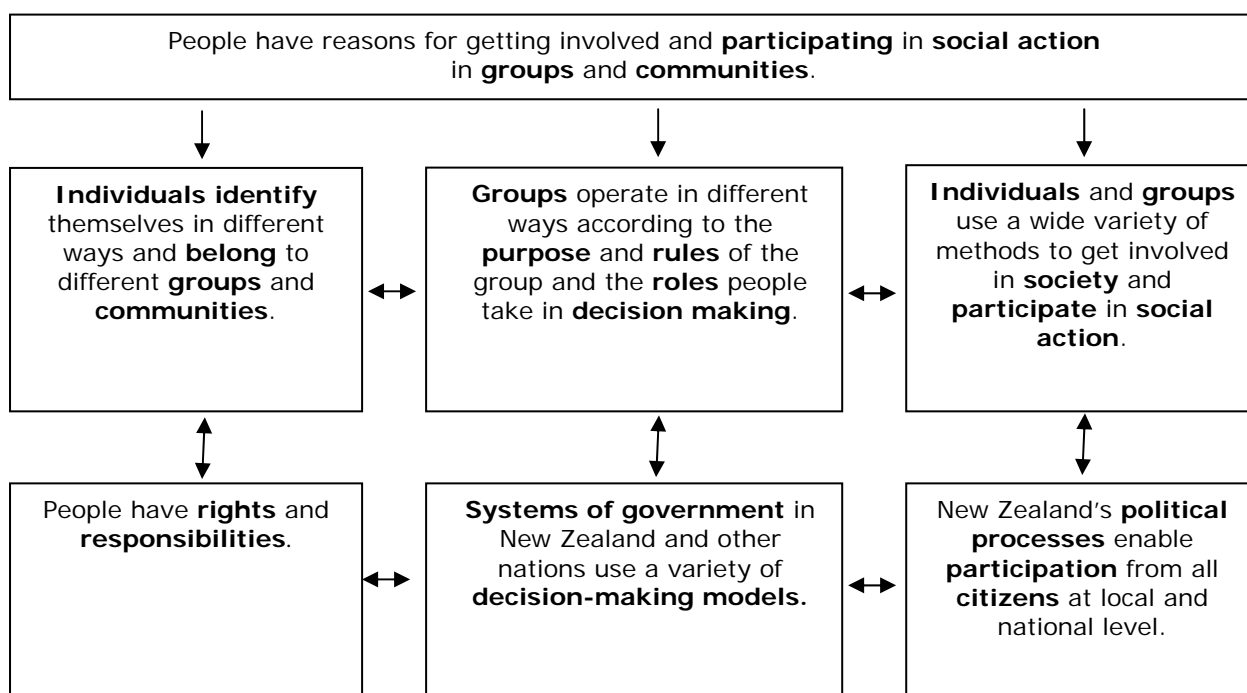 People have reasons for getting involved and participating in social action
in groups and communities.
Individuals identify
themselves in different
ways and belong to
different groups and
communities.
Groups operate in different
ways according to the
purpose and rules of the
group and the roles people
take in decision making.
Individuals and groups
use a wide variety of
methods to get involved
in society and
participate in social
action.
People have rights and
responsibilities.
Systems of government in
New Zealand and other
nations use a variety of
decision-making models.
New Zealand's political
processes enable
participation from all
citizens at local and
national level.